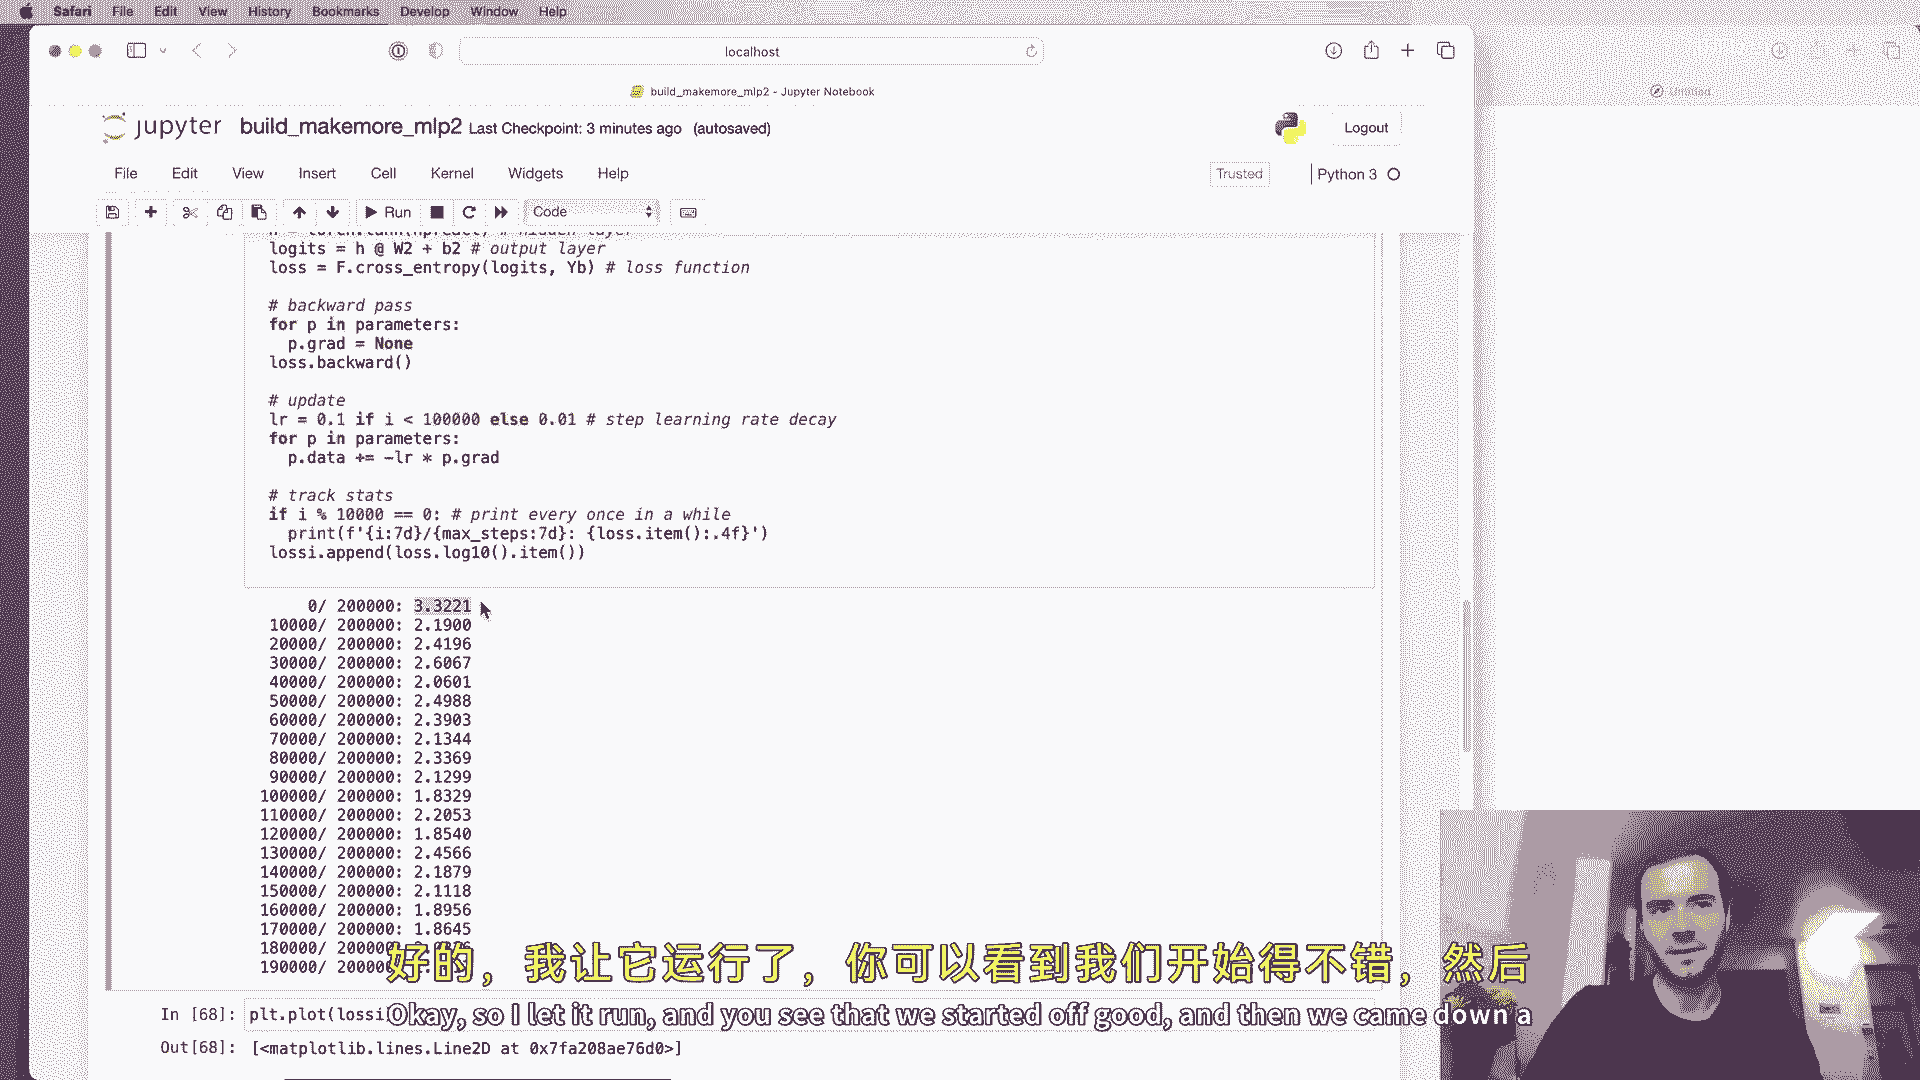 Safari File Edit View History Bookmarks Develop Window Help
localhost
build_makemore_mlp2 - Jupyter Notebook
Untitled
jupyter build_makemore_mlp2 Last Checkpoint: 3 minutes ago (autosaved)
Logout
File Edit View Insert Cell Kernel Widgets Help
Trusted
Python 3
Run
Code
logits = h @ W2 + b2 # output layer
loss = F.cross_entropy(logits, Yb) # loss function
# backward pass
for p in parameters:
p.grad = None
loss.backward()
# update
lr = 0.1 if i < 100000 else 0.01 # step learning rate decay
for p in parameters:
p.data += -lr * p.grad
# track stats
if i % 10000 == 0: # print every once in a while
print(f'{i:7d}/{max_steps:7d}: {loss.item():.4f}')
lossi.append(loss.log10().item())
0/ 200000: 3.3221
10000/ 200000: 2.1900
20000/ 200000: 2.4196
30000/ 200000: 2.6067
40000/ 200000: 2.0601
50000/ 200000: 2.4988
60000/ 200000: 2.3903
70000/ 200000: 2.1344
80000/ 200000: 2.3369
90000/ 200000: 2.1299
100000/ 200000: 1.8329
110000/ 200000: 2.2053
120000/ 200000: 1.8540
130000/ 200000: 2.4566
140000/ 200000: 2.1879
150000/ 200000: 2.1118
160000/ 200000: 1.8956
170000/ 200000: 1.8645
180000/ 200000:
190000/ 200000:
好的，我让它运行了，你可以看到我们开始得不错，然后
In [68]: plt.plot(lossi
Okay, so I let it run, and you see that we started off good, and then we came down a
Out[68]: [<matplotlib.lines.Line2D at 0x7fa208ae76d0>]